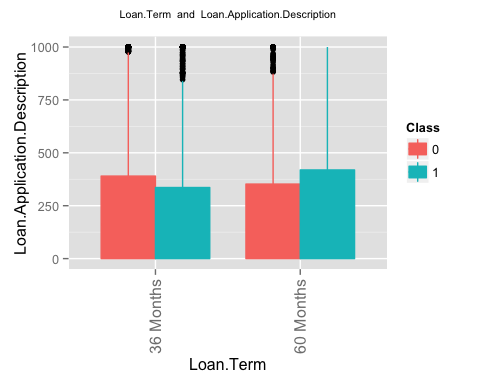 Loan.Term and Loan.Application.Description
Loan.Application.Description
1000
750
500
250
0
36 Months
60 Months
Loan.Term
Class
0
1